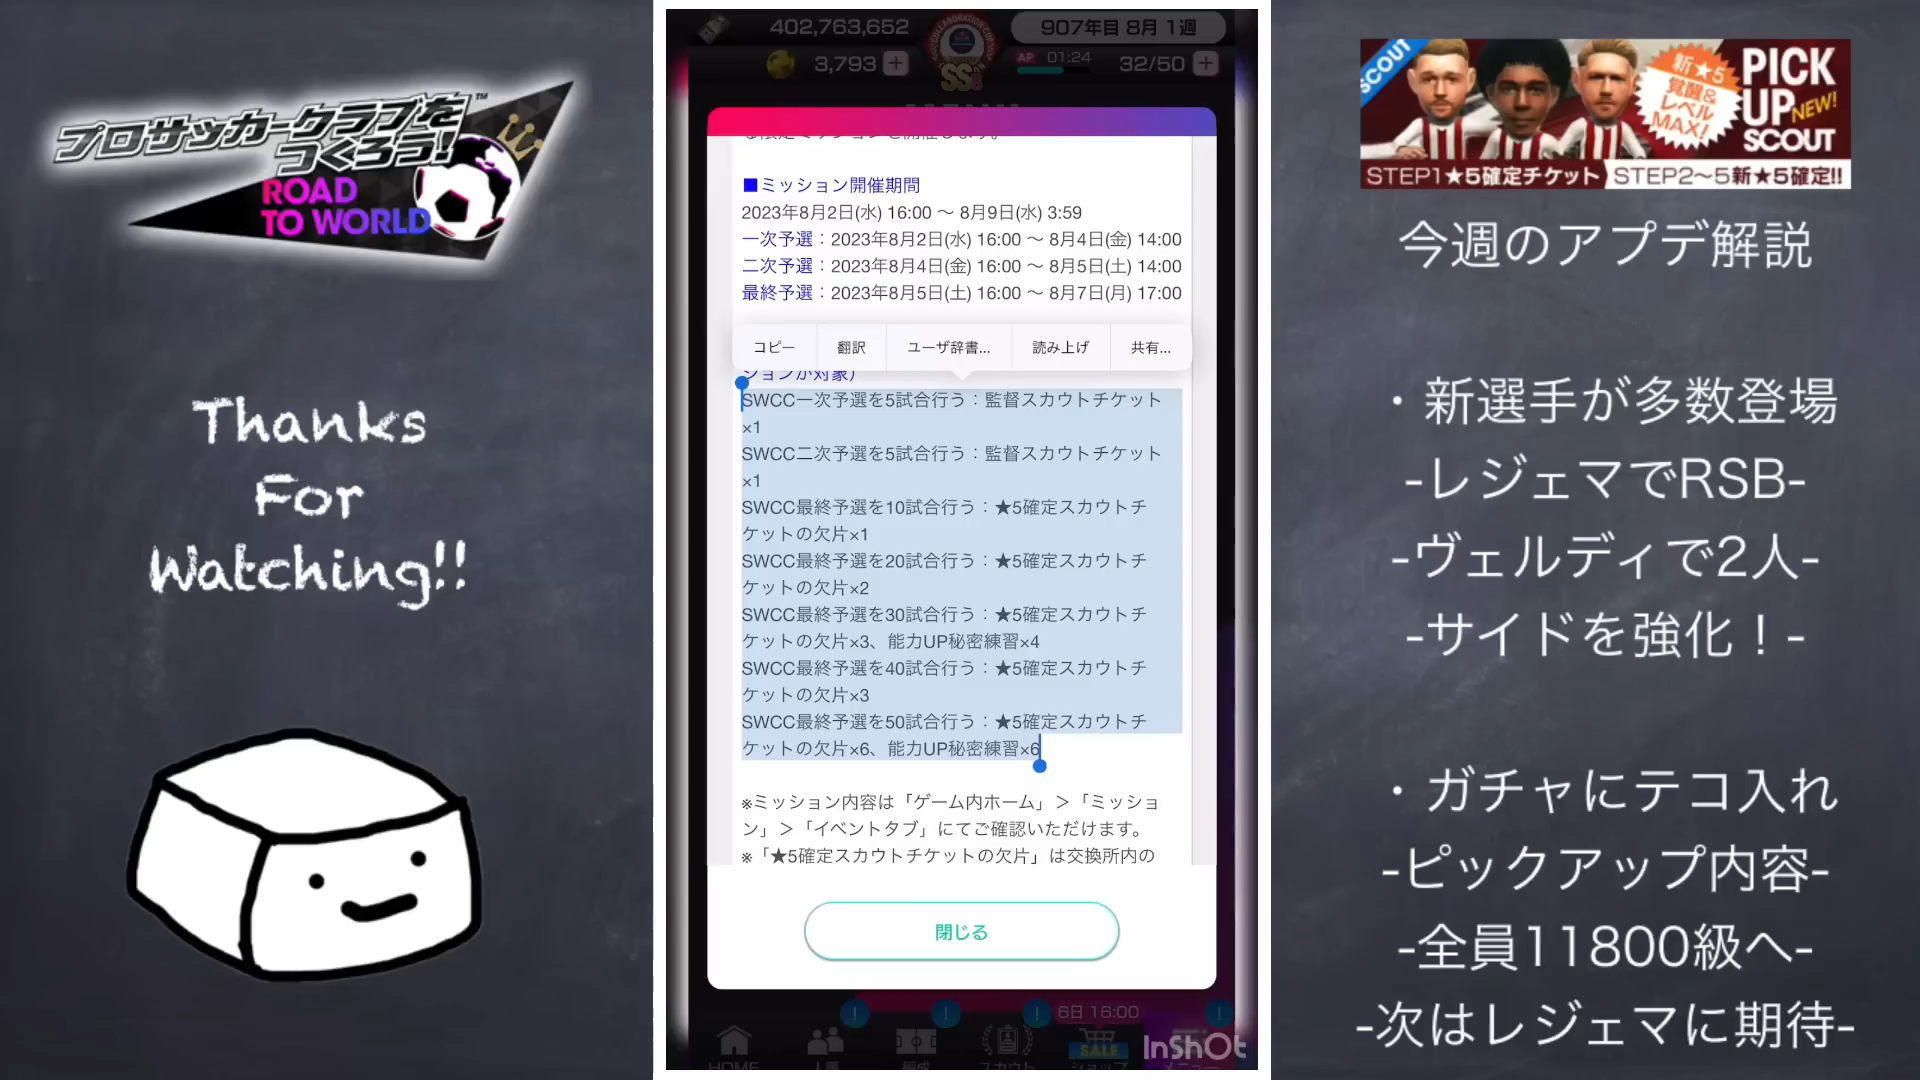 プロサッカークラブを
つくろう!
ROAD
TO WORLD
Thanks
For
Watching!!
402,763,652
907年目 8月 1週
3,793
SS
AP 01:24
32/50
■ミッション開催期間
2023年8月2日(水) 16:00 〜 8月9日(水) 3:59
一次予選：2023年8月2日(水) 16:00 〜 8月4日(金) 14:00
二次予選：2023年8月4日(金) 16:00 〜 8月5日(土) 14:00
最終予選：2023年8月5日(土) 16:00 〜 8月7日(月) 17:00
コピー 翻訳 ユーザ辞書... 読み上げ 共有...
ションが対象）
SWCC一次予選を5試合行う：監督スカウトチケット
×1
SWCC二次予選を5試合行う：監督スカウトチケット
×1
SWCC最終予選を10試合行う：★5確定スカウトチ
ケットの欠片×1
SWCC最終予選を20試合行う：★5確定スカウトチ
ケットの欠片×2
SWCC最終予選を30試合行う：★5確定スカウトチ
ケットの欠片×3、能力UP秘密練習×4
SWCC最終予選を40試合行う：★5確定スカウトチ
ケットの欠片×3
SWCC最終予選を50試合行う：★5確定スカウトチ
ケットの欠片×6、能力UP秘密練習×6
※ミッション内容は「ゲーム内ホーム」＞「ミッショ
ン」＞「イベントタブ」にてご確認いただけます。
※「★5確定スカウトチケットの欠片」は交換所内の
閉じる
6日 16:00
SALE
HOME
InShOt
SCOUT
新★5
覚醒&
レベル
MAX!
PICK
UP NEW!
SCOUT
STEP1★5確定チケット STEP2〜5新★5確定!!
今週のアプデ解説
・新選手が多数登場
-レジェマでRSB-
-ヴェルディで2人-
-サイドを強化！-
・ガチャにテコ入れ
-ピックアップ内容-
-全員11800級へ-
-次はレジェマに期待-